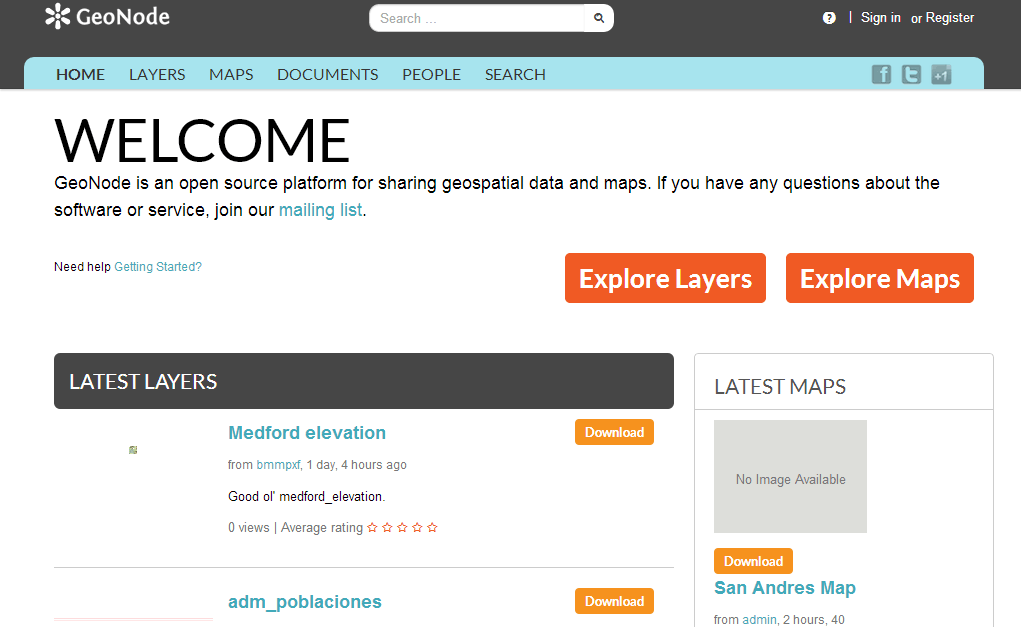 GeoNode
Search ...
? | Sign in or Register
HOME LAYERS MAPS DOCUMENTS PEOPLE SEARCH
f t +1
WELCOME
GeoNode is an open source platform for sharing geospatial data and maps. If you have any questions about the
software or service, join our mailing list.
Need help Getting Started?
Explore Layers Explore Maps
LATEST LAYERS
Medford elevation
Download
from bmmpxf, 1 day, 4 hours ago
Good ol' medford_elevation.
0 views | Average rating
adm_poblaciones
Download
LATEST MAPS
No Image Available
Download
San Andres Map
from admin, 2 hours, 40